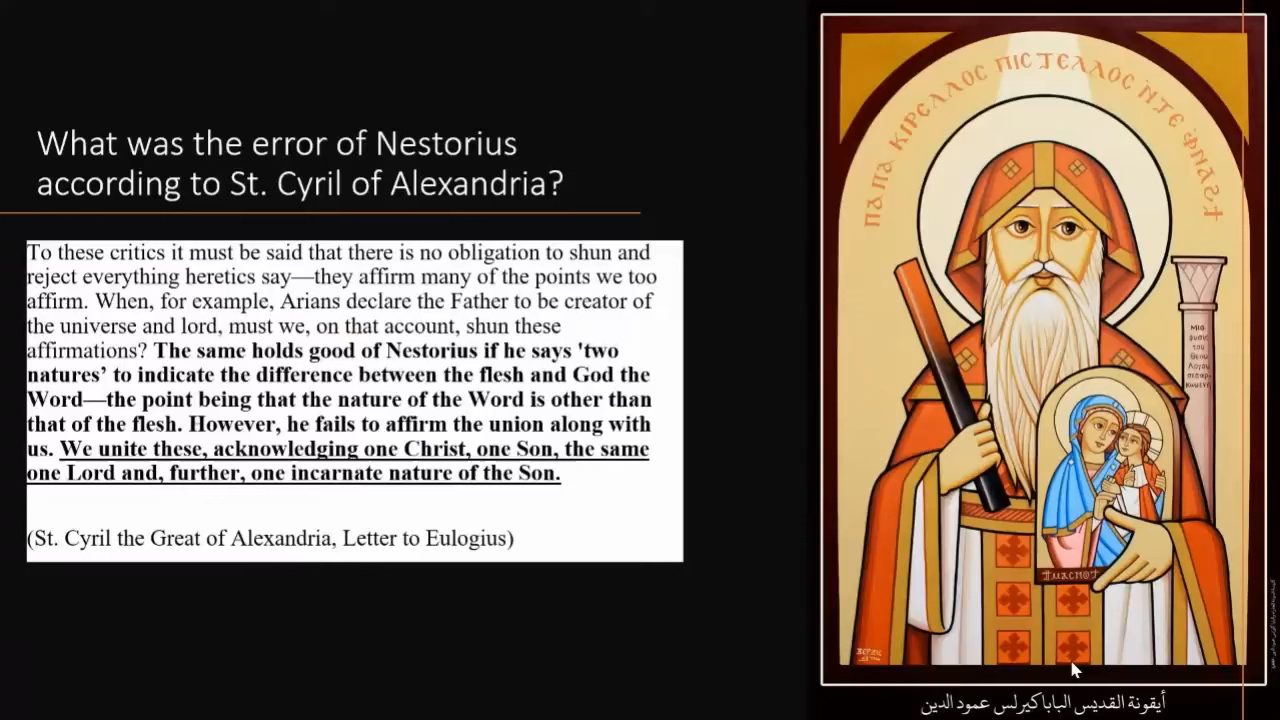 What was the error of Nestorius
according to St. Cyril of Alexandria?
To these critics it must be said that there is no obligation to shun and
reject everything heretics say—they affirm many of the points we too
affirm. When, for example, Arians declare the Father to be creator of
the universe and lord, must we, on that account, shun these
affirmations? The same holds good of Nestorius if he says 'two
natures’ to indicate the difference between the flesh and God the
Word—the point being that the nature of the Word is other than
that of the flesh. However, he fails to affirm the union along with
us. We unite these, acknowledging one Christ, one Son, the same
one Lord and, further, one incarnate nature of the Son.
(St. Cyril the Great of Alexandria, Letter to Eulogius)
ⲠⲀⲠⲀ ⲔⲒⲢⲈⲖⲖⲞⲤ ⲠⲒⲤⲦⲈⲖⲖⲞⲤ ⲚⲦⲈ ⲪⲚⲀϨϮ
ⲙⲓⲁ
ⲫⲩⲥⲓⲥ
ⲧⲟⲩ
ⲑⲉⲟⲩ
ⲗⲟⲅⲟⲩ
أيقونة القديس البابا كيرلس عمود الدين